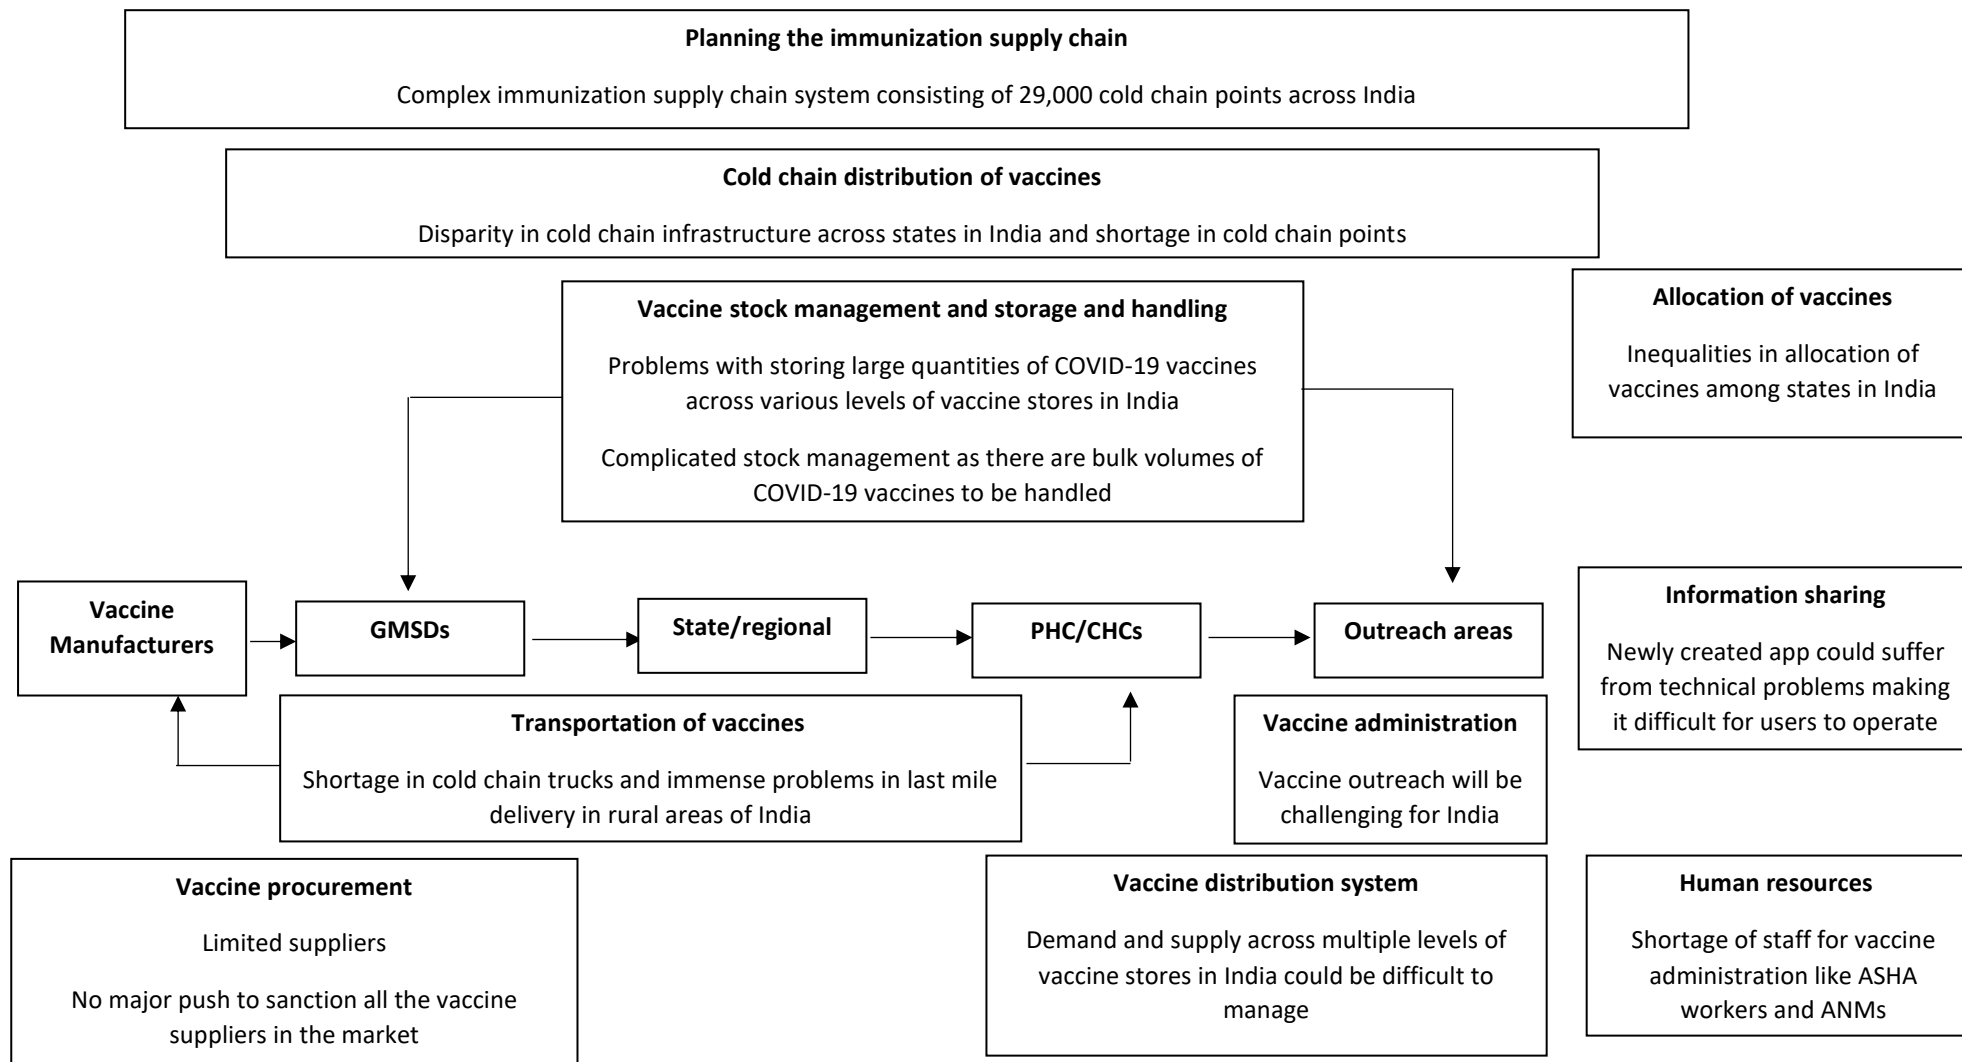 Planning the immunization supply chain
Complex immunization supply chain system consisting of 29,000 cold chain points across India
Cold chain distribution of vaccines
Disparity in cold chain infrastructure across states in India and shortage in cold chain points
Vaccine stock management and storage and handling
Problems with storing large quantities of COVID-19 vaccines
across various levels of vaccine stores in India
Complicated stock management as there are bulk volumes of
COVID-19 vaccines to be handled
Allocation of vaccines
Inequalities in allocation of
vaccines among states in India
Vaccine
Manufacturers
GMSDs
State/regional
PHC/CHCs
Outreach areas
Information sharing
Newly created app could suffer
from technical problems making
it difficult for users to operate
Transportation of vaccines
Shortage in cold chain trucks and immense problems in last mile
delivery in rural areas of India
Vaccine administration
Vaccine outreach will be
challenging for India
Vaccine procurement
Limited suppliers
No major push to sanction all the vaccine
suppliers in the market
Vaccine distribution system
Demand and supply across multiple levels of
vaccine stores in India could be difficult to
manage
Human resources
Shortage of staff for vaccine
administration like ASHA
workers and ANMs